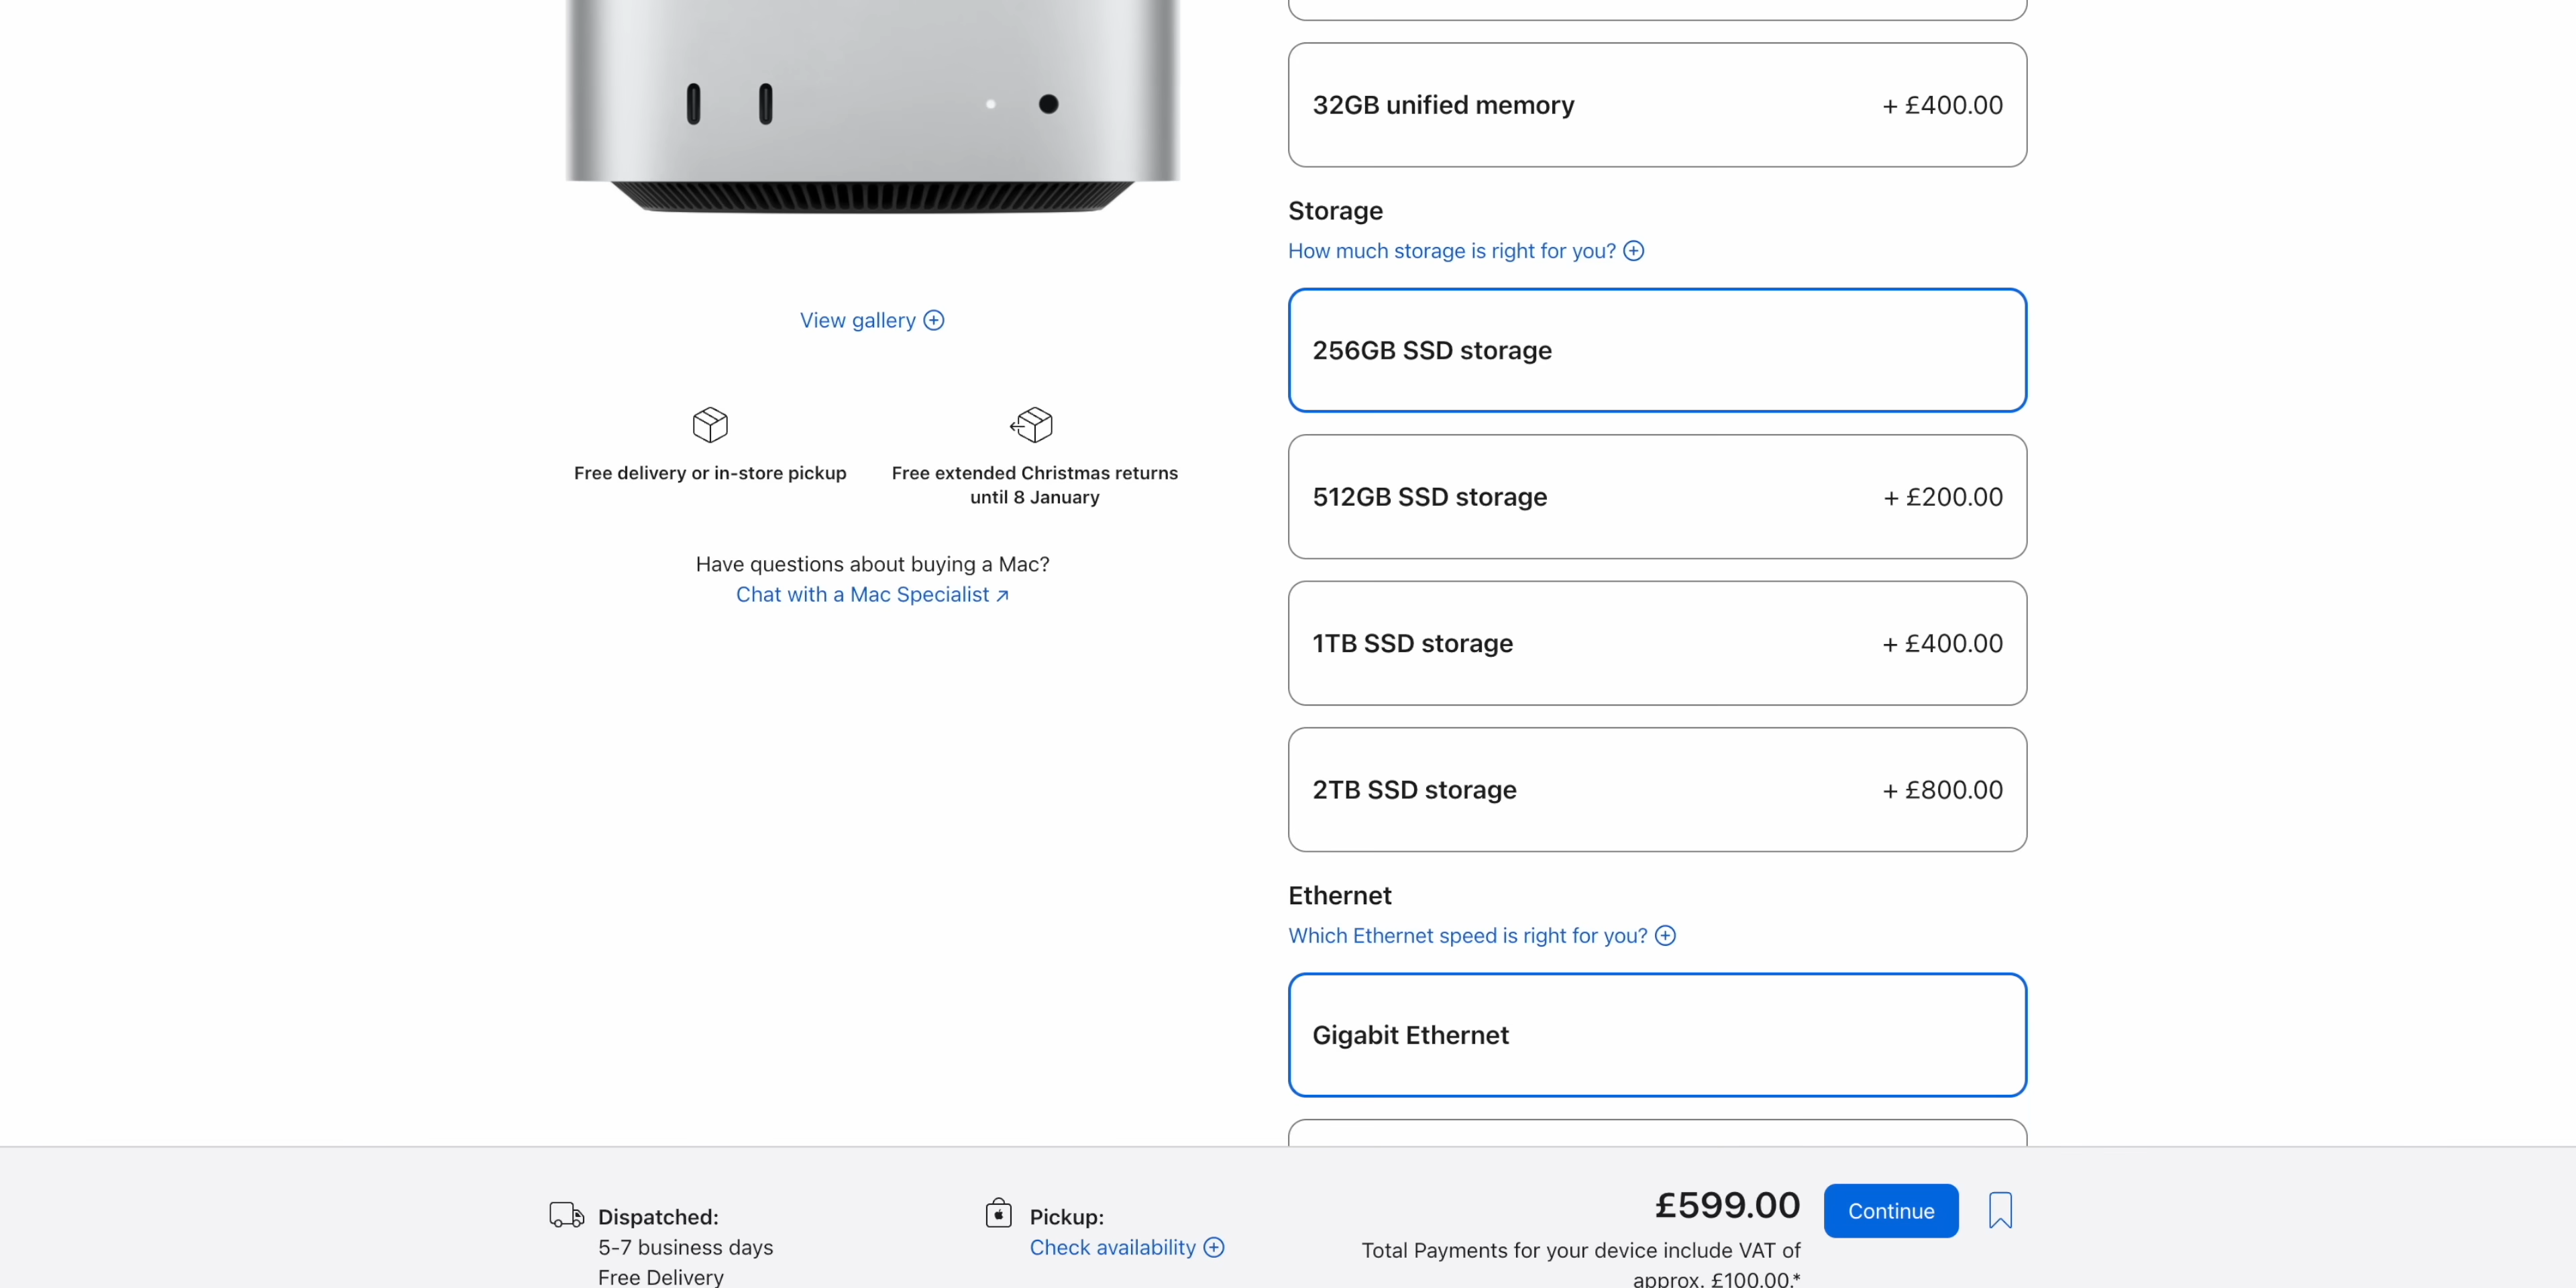 32GB unified memory
+ £400.00
Storage
How much storage is right for you?
256GB SSD storage
View gallery
Free delivery or in-store pickup
Free extended Christmas returns
until 8 January
512GB SSD storage
+ £200.00
Have questions about buying a Mac?
Chat with a Mac Specialist
1TB SSD storage
+ £400.00
2TB SSD storage
+ £800.00
Ethernet
Which Ethernet speed is right for you?
Gigabit Ethernet
Dispatched:
5-7 business days
Free Delivery
Pickup:
Check availability
£599.00
Total Payments for your device include VAT of
approx. £100.00.*
Continue